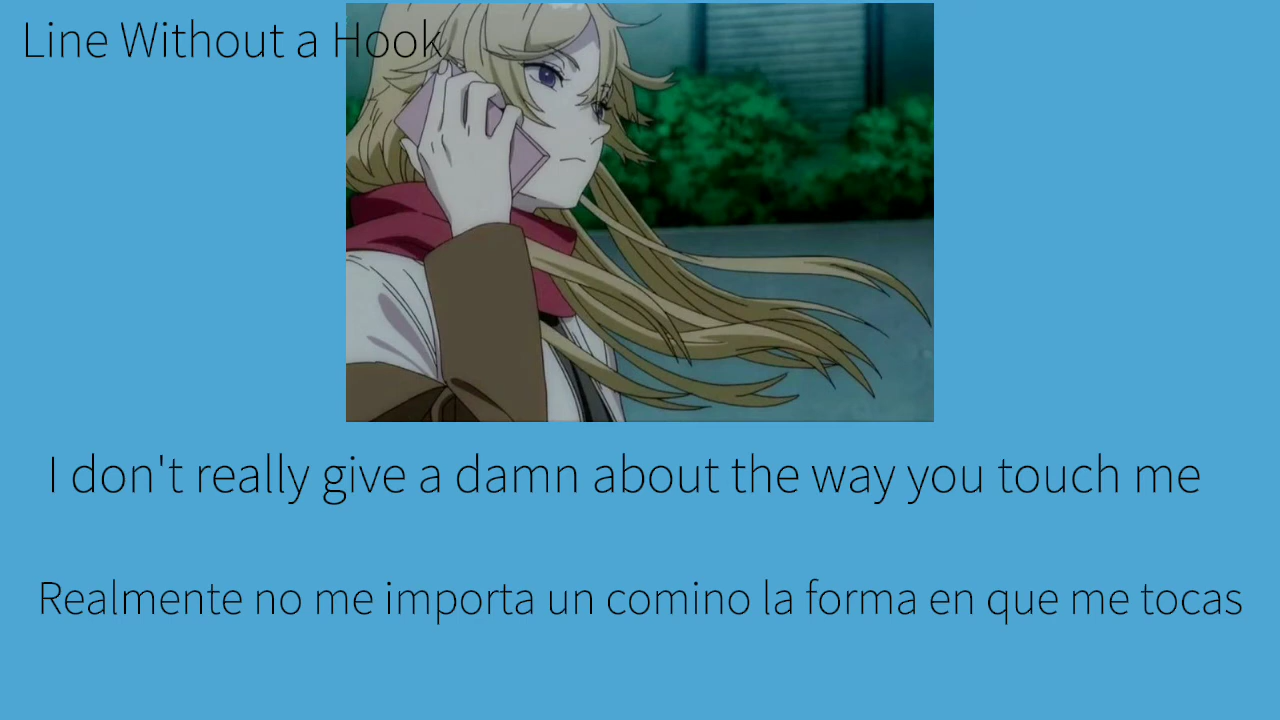 Line Without a Hook
I don't really give a damn about the way you touch me
Realmente no me importa un comino la forma en que me tocas